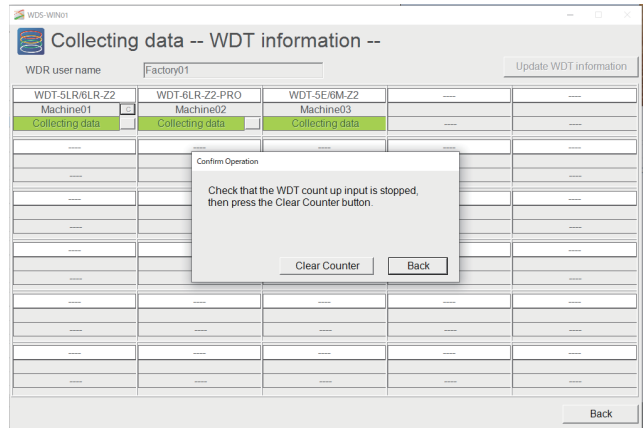 WDS-WIN01
Collecting data -- WDT information --
WDR user name Factory01 Update WDT information
WDT-5LR/6LR-Z2 WDT-6LR-Z2-PRO WDT-5E/6M-Z2 ---- ----
Machine01 C Machine02 Machine03
Collecting data Collecting data Collecting data ---- ----
---- ---- ---- ---- ----
Confirm Operation
---- ---- ----
Check that the WDT count up input is stopped,
then press the Clear Counter button.
---- ---- ----
---- ---- ----
---- ---- ----
Clear Counter Back
---- ---- ----
---- ---- ---- ---- ----
---- ---- ---- ---- ----
---- ---- ---- ---- ----
---- ---- ---- ---- ----
Back